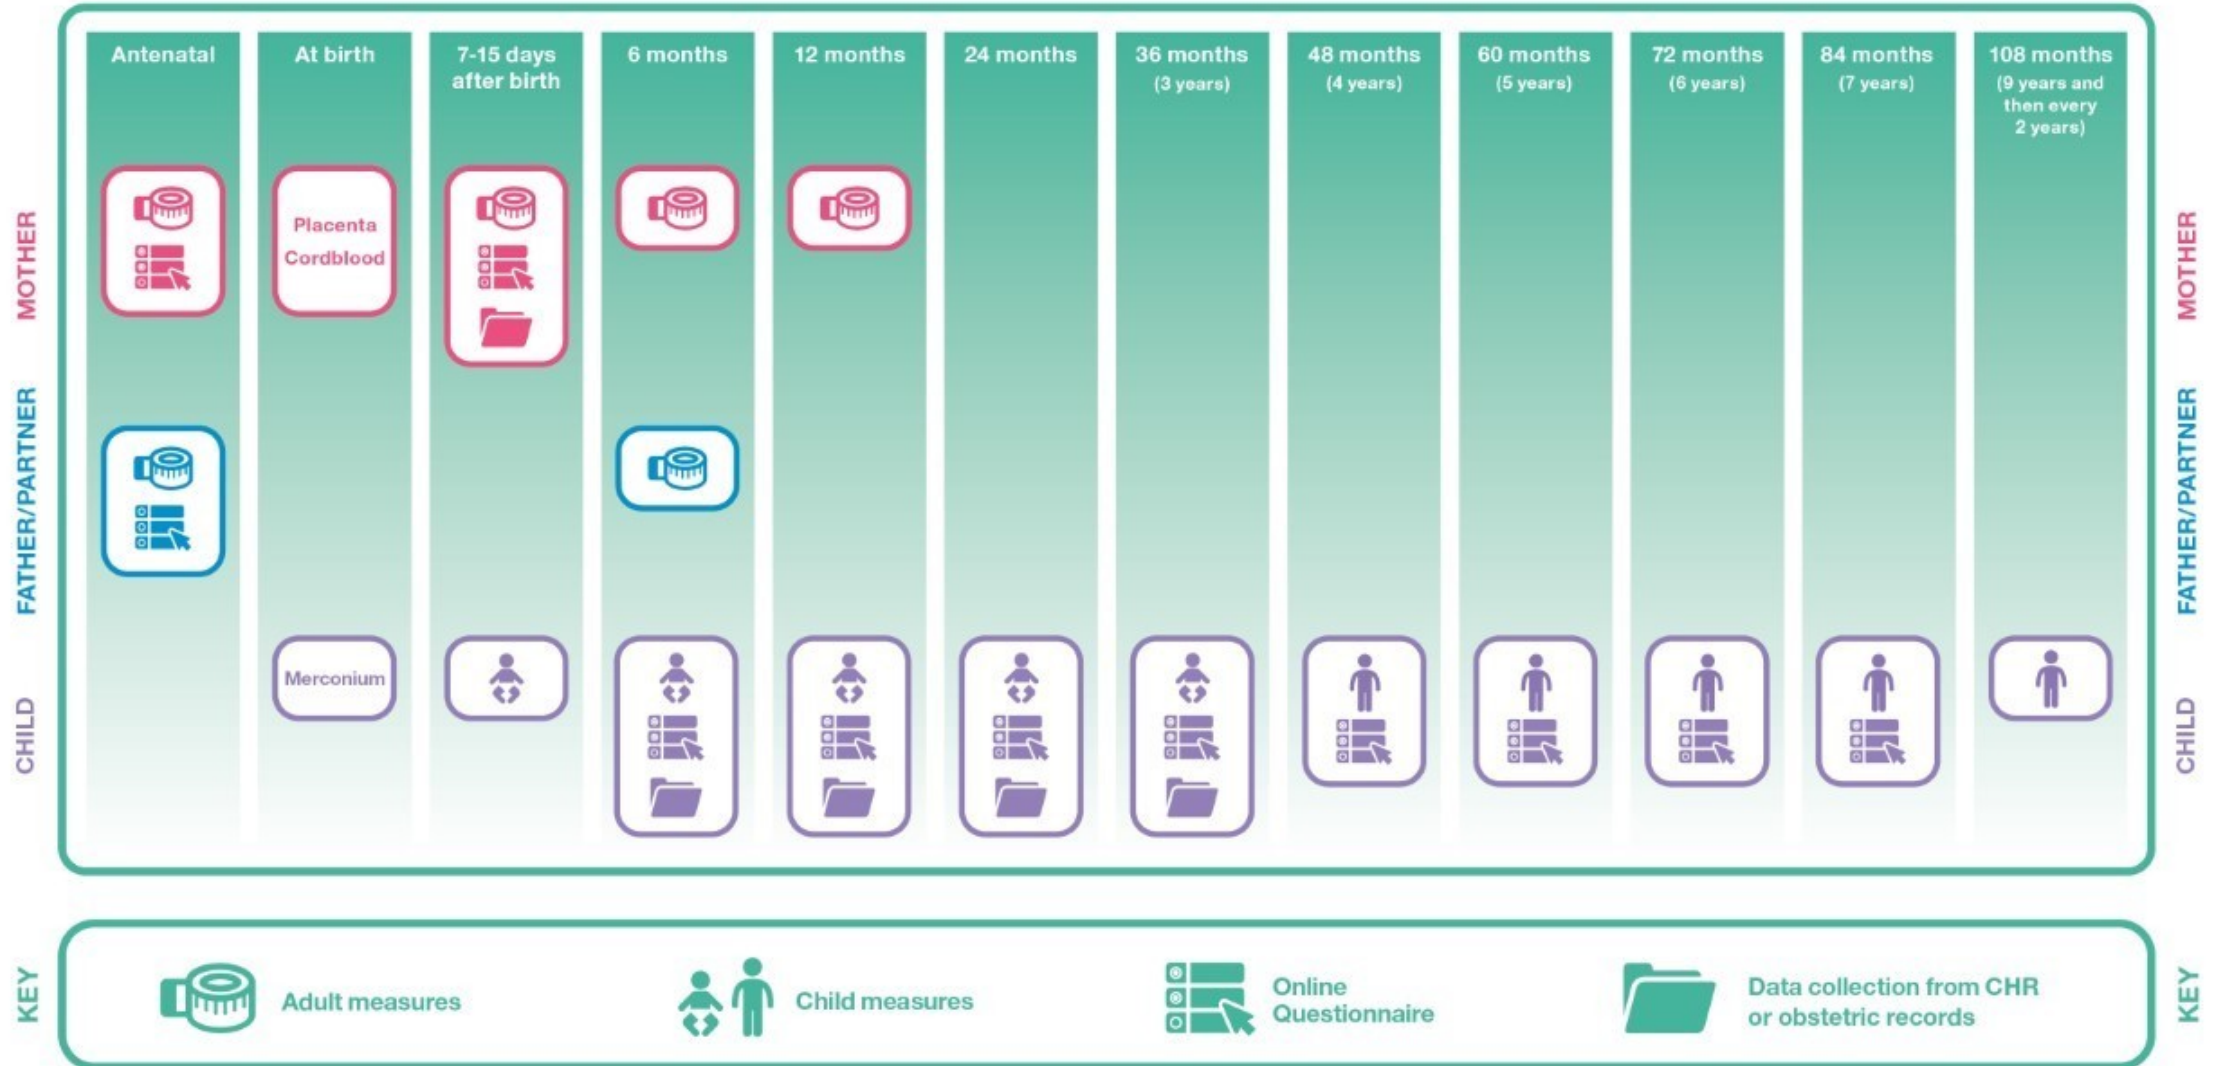 Antenatal
At birth
7-15 days
after birth
6 months
12 months
24 months
36 months
(3 years)
48 months
(4 years)
60 months
(5 years)
72 months
(6 years)
84 months
(7 years)
108 months
(9 years and
then every
2 years)
MOTHER
Placenta
Cordblood
MOTHER
FATHER/PARTNER
FATHER/PARTNER
CHILD
Merconium
CHILD
KEY
Adult measures
Child measures
Online
Questionnaire
Data collection from CHR
or obstetric records
KEY